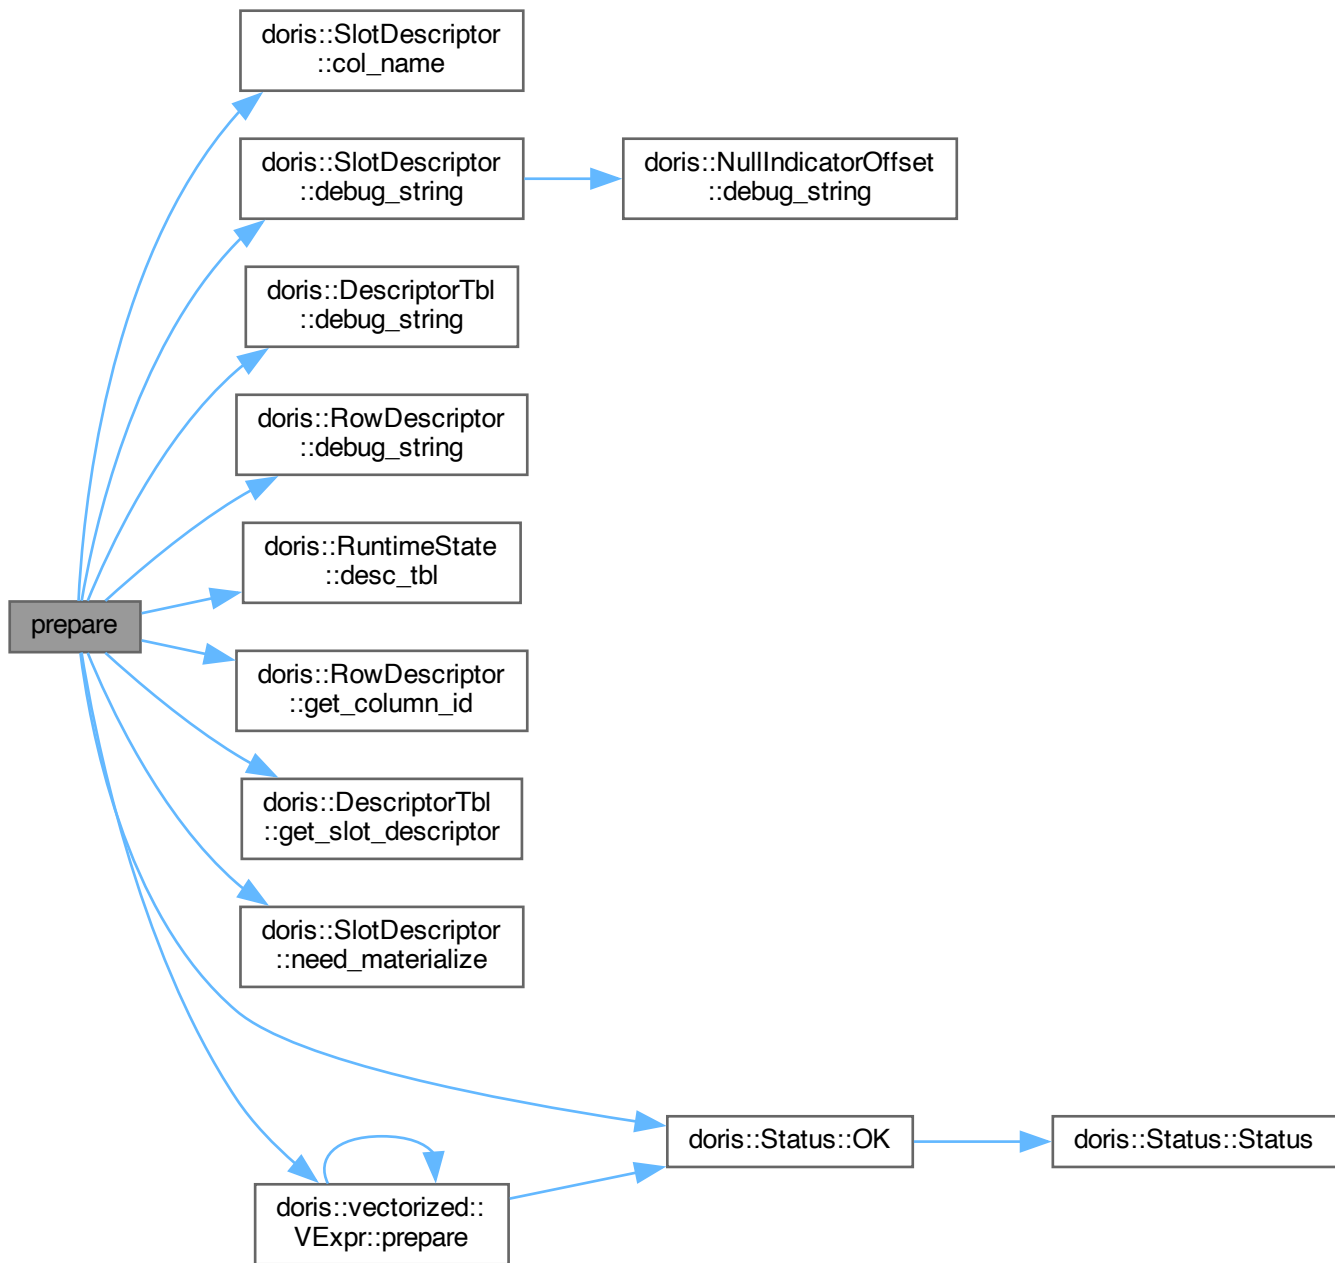 doris::SlotDescriptor
::col_name
doris::SlotDescriptor
::debug_string
doris::NullIndicatorOffset
::debug_string
doris::DescriptorTbl
::debug_string
doris::RowDescriptor
::debug_string
doris::RuntimeState
::desc_tbl
prepare
doris::RowDescriptor
::get_column_id
doris::DescriptorTbl
::get_slot_descriptor
doris::SlotDescriptor
::need_materialize
doris::Status::OK
doris::Status::Status
doris::vectorized::
VExpr::prepare